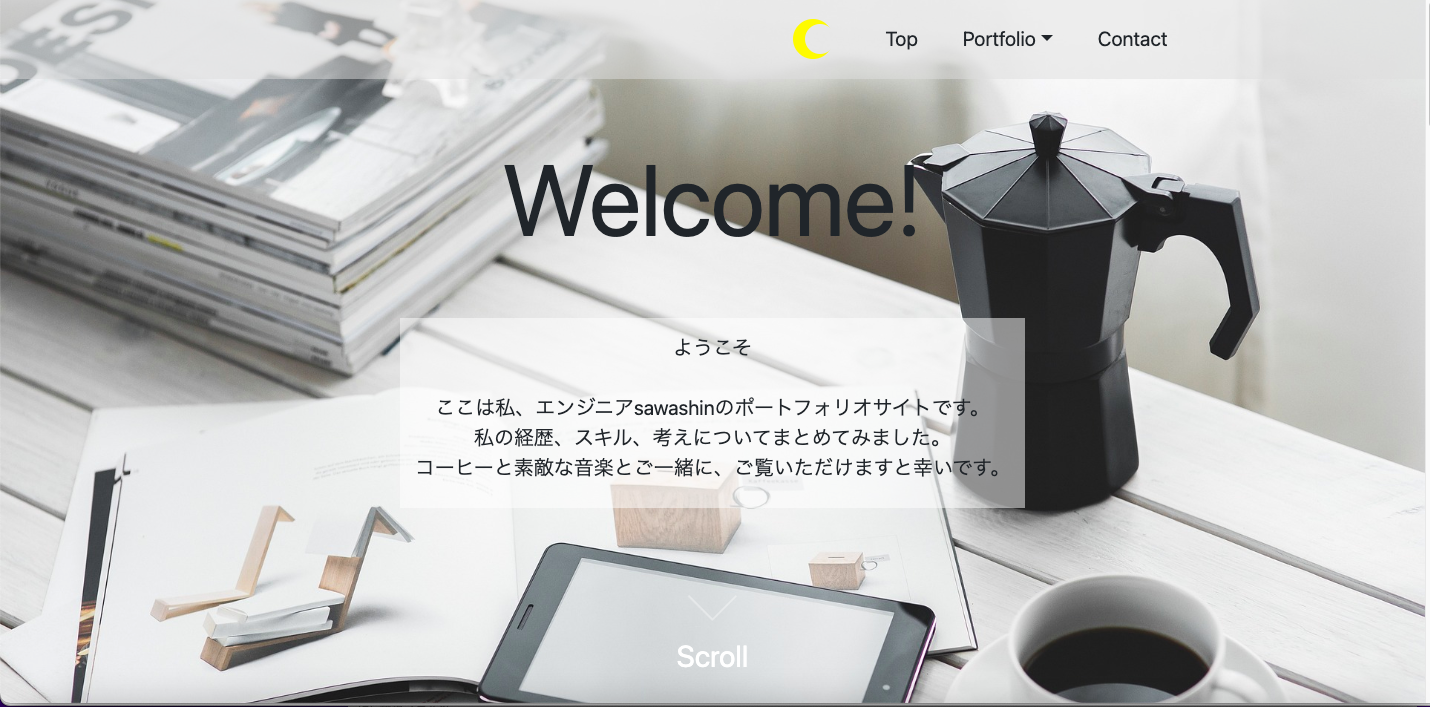 DESI
Top
Portfolio
Contact
Welcome!
ようこそ
ここは私、エンジニアsawashinのポートフォリオサイトです。
私の経歴、スキル、考えについてまとめてみました。
コーヒーと素敵な音楽とご一緒に、ご覧いただけますと幸いです。
Scroll